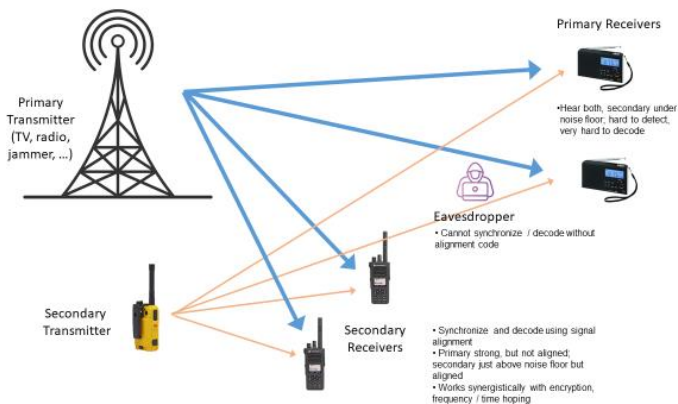 Primary Receivers
Primary
Transmitter
(TV, radio,
jammer, ...)
•Hear both, secondary under
noise floor; hard to detect,
very hard to decode
Eavesdropper
• Cannot synchronize / decode without
alignment code
Secondary
Transmitter
Secondary
Receivers
• Synchronize and decode using signal
alignment
• Primary strong, but not aligned;
secondary just above noise floor but
aligned
• Works synergistically with encryption,
frequency / time hoping